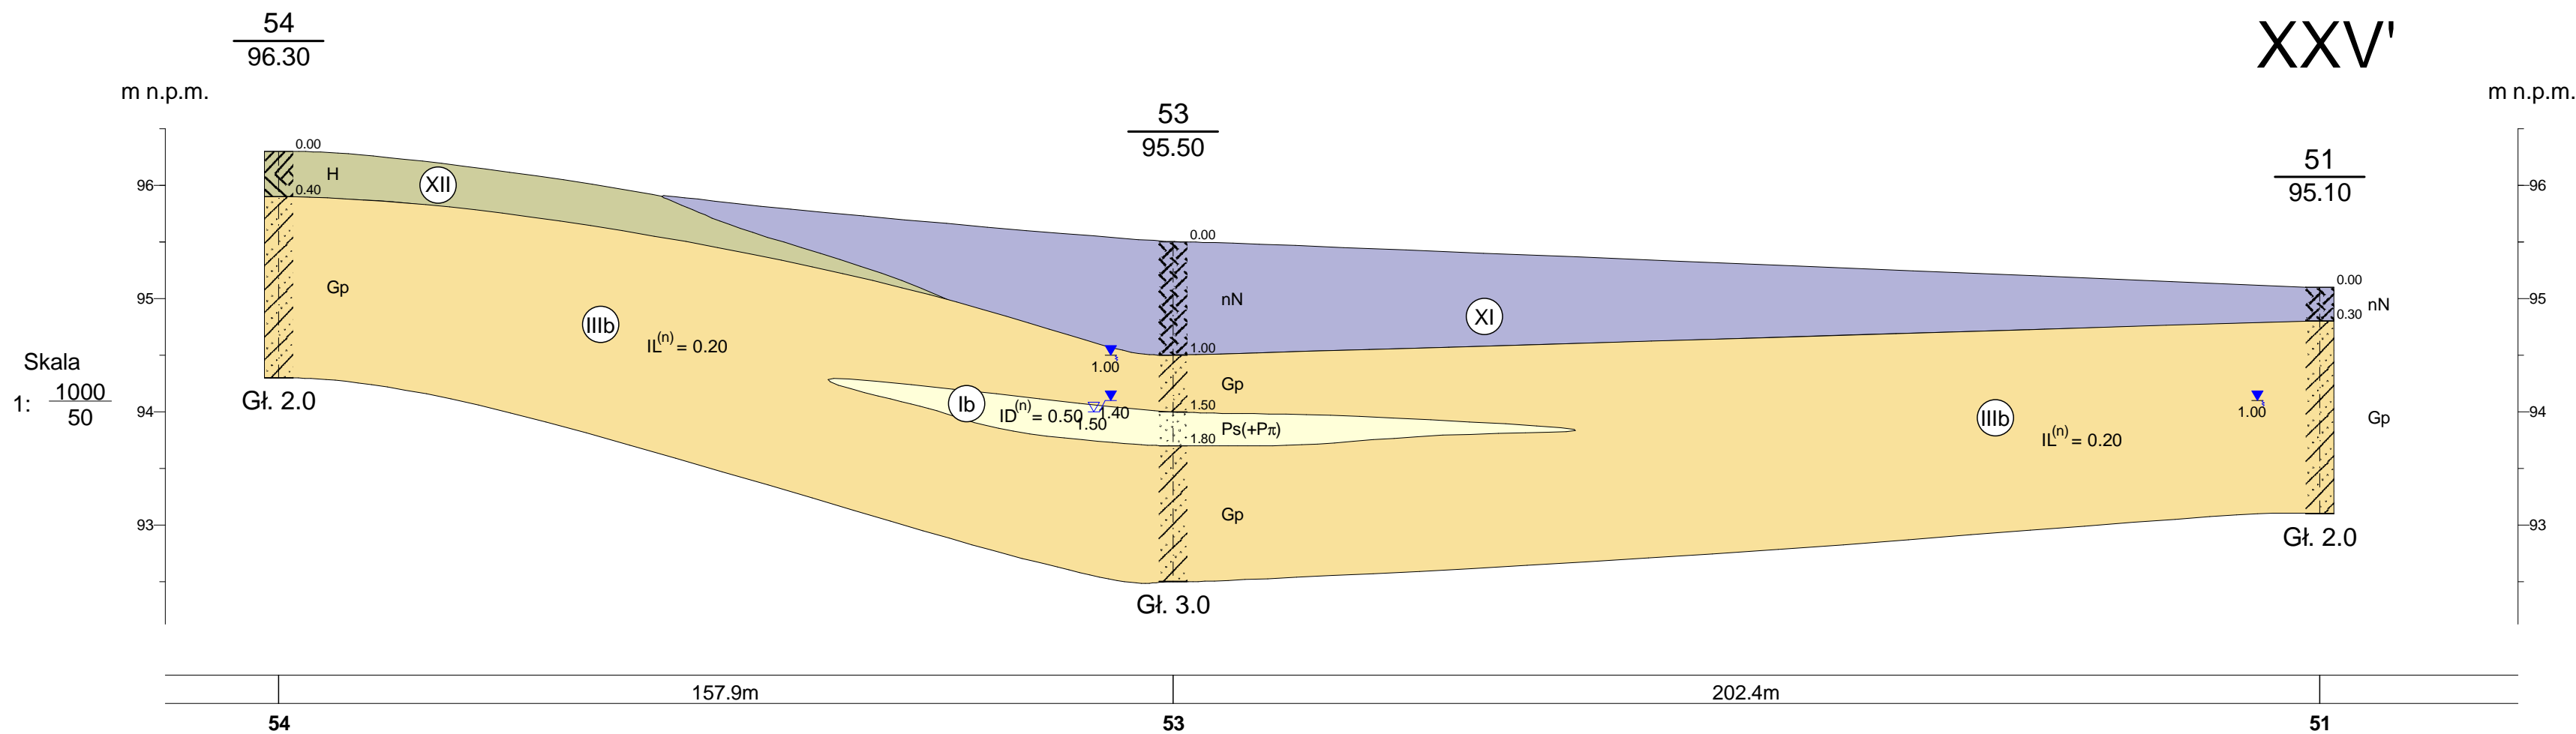 54
96.30
XXV'
m n.p.m.
m n.p.m.
53
95.50
51
95.10
0.00
H
XII
0.40
96
96
0.00
0.00
Gp
95
nN
XI
95
nN
0.30
IIIb
IL(n) = 0.20
1.00
1.00
Skala
1: 1000
50
Gł. 2.0
Gp
Ib
ID(n) = 0.50
1.40
1.50
1.50
94
94
1.00
IIIb
Gp
Ps(+Pπ)
1.80
IL(n) = 0.20
Gp
93
93
Gł. 2.0
Gł. 3.0
157.9m
202.4m
54
53
51